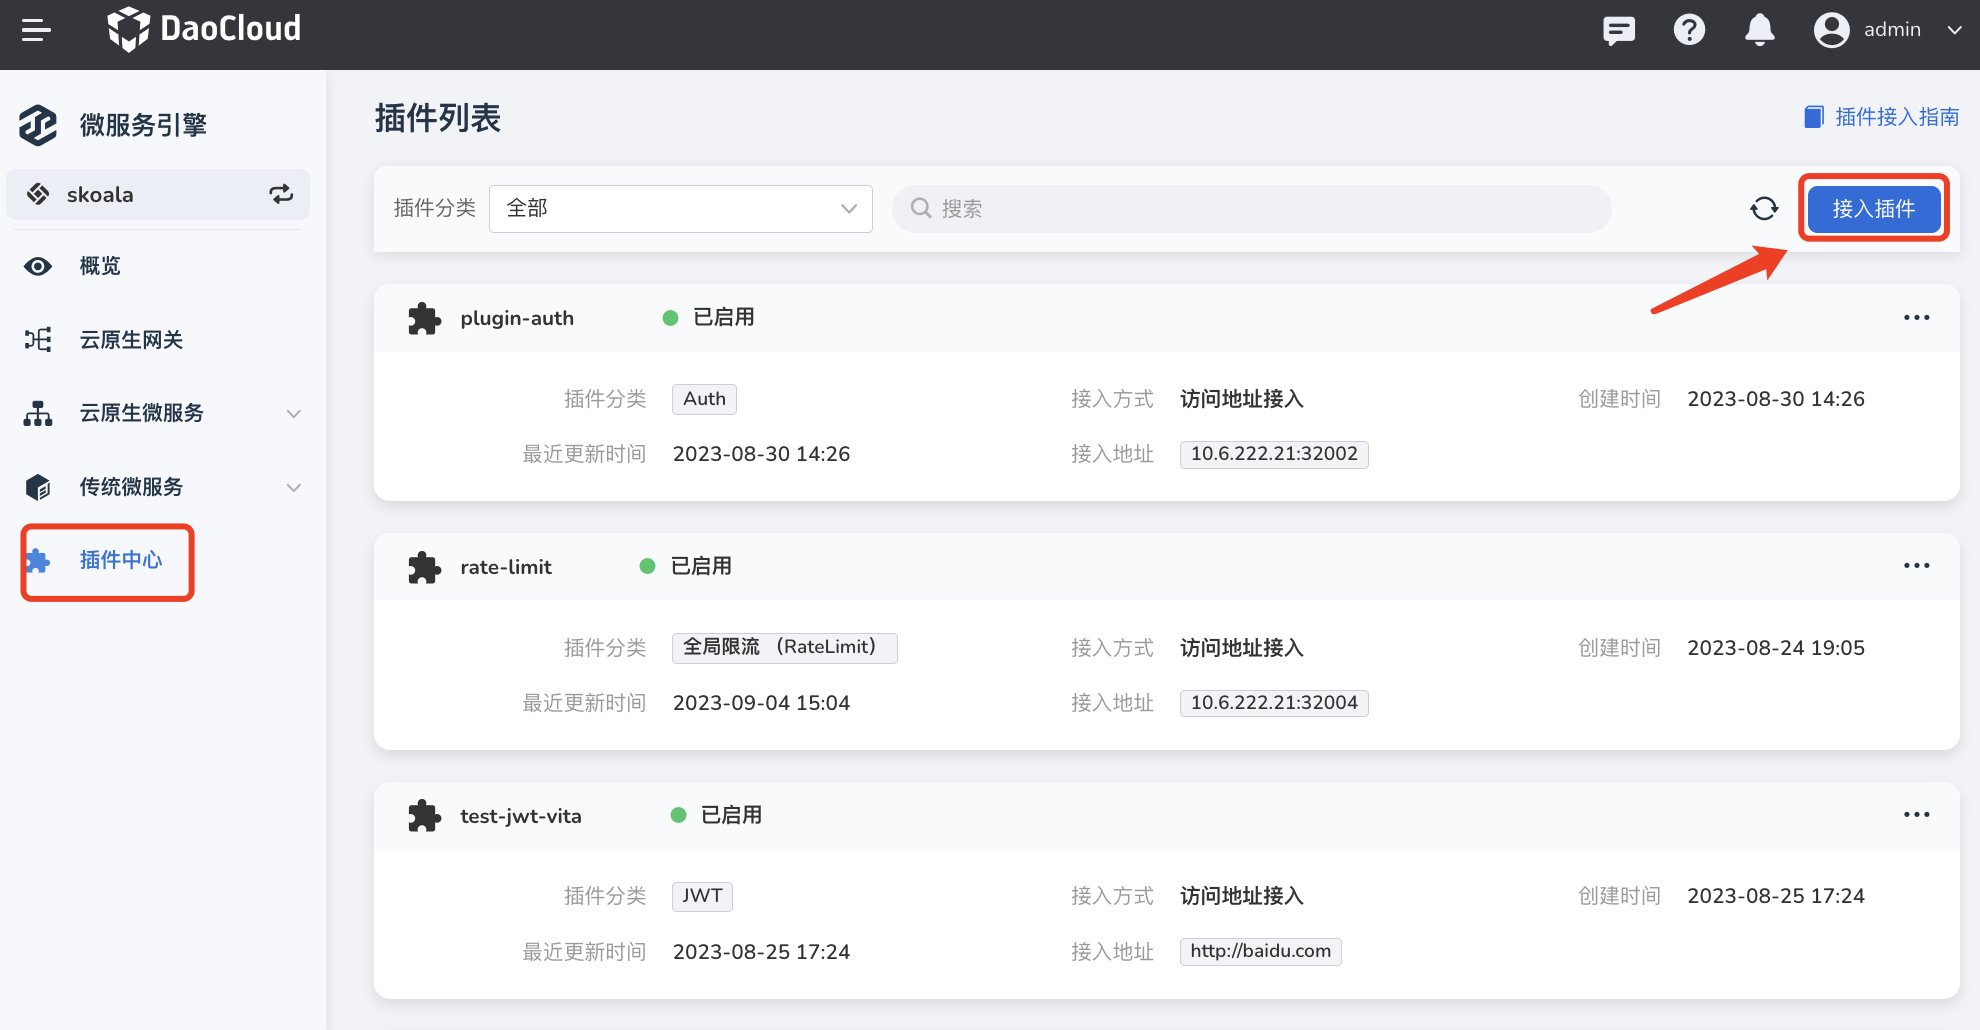 DaoCloud
admin
微服务引擎
skoala
概览
云原生网关
云原生微服务
传统微服务
插件中心
插件列表
插件接入指南
插件分类 全部 搜索 接入插件
plugin-auth 已启用
插件分类 Auth 接入方式 访问地址接入 创建时间 2023-08-30 14:26
最近更新时间 2023-08-30 14:26 接入地址 10.6.222.21:32002
rate-limit 已启用
插件分类 全局限流 （RateLimit） 接入方式 访问地址接入 创建时间 2023-08-24 19:05
最近更新时间 2023-09-04 15:04 接入地址 10.6.222.21:32004
test-jwt-vita 已启用
插件分类 JWT 接入方式 访问地址接入 创建时间 2023-08-25 17:24
最近更新时间 2023-08-25 17:24 接入地址 http://baidu.com